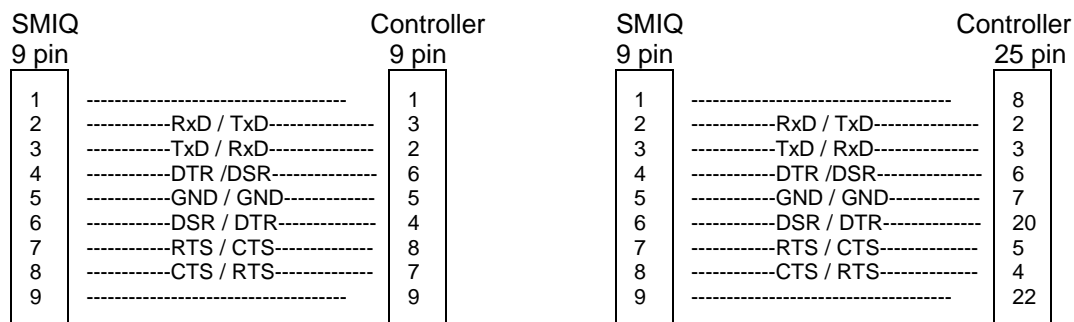 SMIQ Controller SMIQ Controller
9 pin 9 pin 9 pin 25 pin
1 ------------------------------------- 1 1 ------------------------------------- 8
2 ------------RxD / TxD--------------- 3 2 ------------RxD / TxD--------------- 2
3 ------------TxD / RxD--------------- 2 3 ------------TxD / RxD--------------- 3
4 ------------DTR /DSR--------------- 6 4 ------------DTR /DSR--------------- 6
5 ------------GND / GND------------- 5 5 ------------GND / GND------------- 7
6 ------------DSR / DTR-------------- 4 6 ------------DSR / DTR-------------- 20
7 ------------RTS / CTS-------------- 8 7 ------------RTS / CTS-------------- 5
8 ------------CTS / RTS-------------- 7 8 ------------CTS / RTS-------------- 4
9 ------------------------------------- 9 9 ------------------------------------- 22